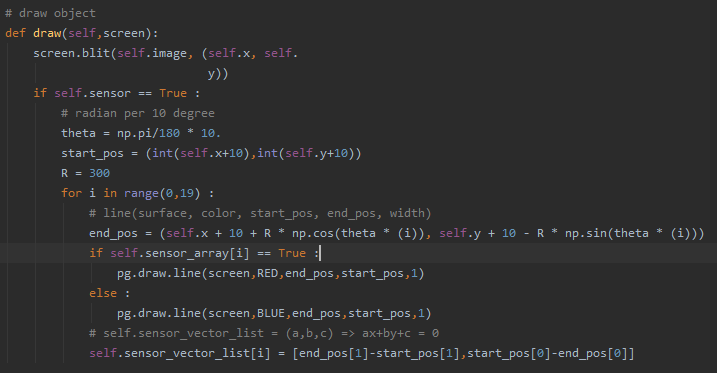 # draw object
def draw(self,screen):
    screen.blit(self.image, (self.x, self.
                             y))
    if self.sensor == True :
        # radian per 10 degree
        theta = np.pi/180 * 10.
        start_pos = (int(self.x+10),int(self.y+10))
        R = 300
        for i in range(0,19) :
            # line(surface, color, start_pos, end_pos, width)
            end_pos = (self.x + 10 + R * np.cos(theta * (i)), self.y + 10 - R * np.sin(theta * (i)))
            if self.sensor_array[i] == True :
                pg.draw.line(screen,RED,end_pos,start_pos,1)
            else :
                pg.draw.line(screen,BLUE,end_pos,start_pos,1)
            # self.sensor_vector_list = (a,b,c) => ax+by+c = 0
            self.sensor_vector_list[i] = [end_pos[1]-start_pos[1],start_pos[0]-end_pos[0]]